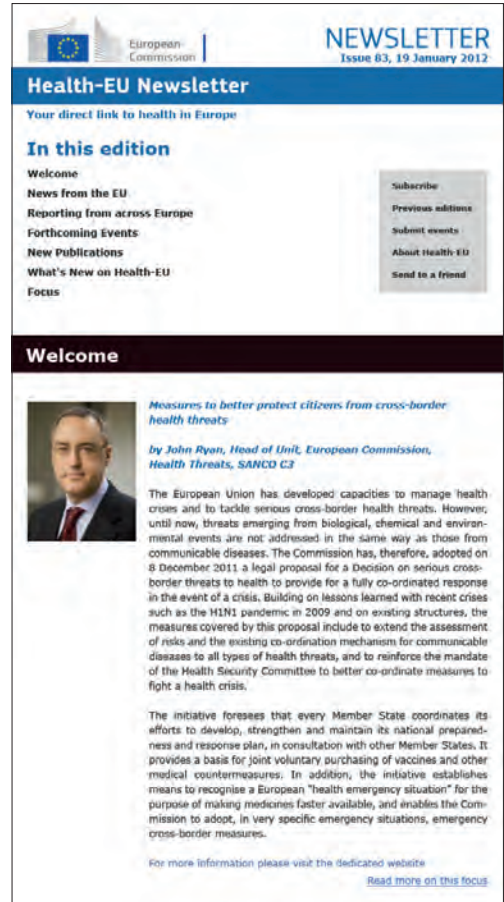 European
Commission
NEWSLETTER
Issue 83, 19 January 2012
Health-EU Newsletter
Your direct link to health in Europe
In this edition
Welcome
News from the EU
Reporting from across Europe
Forthcoming Events
New Publications
What's New on Health-EU
Focus
Subscribe
Previous editions
Submit events
About Health-EU
Send to a friend
Welcome
Measures to better protect citizens from cross-border
health threats
by John Ryan, Head of Unit, European Commission,
Health Threats, SANCO C3
The European Union has developed capacities to manage health
crises and to tackle serious cross-border health threats. However,
until now, threats emerging from biological, chemical and environ-
mental events are not addressed in the same way as those from
communicable diseases. The Commission has, therefore, adopted on
8 December 2011 a legal proposal for a Decision on serious cross-
border threats to health to provide for a fully co-ordinated response
in the event of a crisis. Building on lessons learned with recent crises
such as the H1N1 pandemic in 2009 and on existing structures, the
measures covered by this proposal include to extend the assessment
of risks and the existing co-ordination mechanism for communicable
diseases to all types of health threats, and to reinforce the mandate
of the Health Security Committee to better co-ordinate measures to
fight a health crisis.
The initiative foresees that every Member State coordinates its
efforts to develop, strengthen and maintain its national prepared-
ness and response plan, in consultation with other Member States. It
provides a basis for joint voluntary purchasing of vaccines and other
medical countermeasures. In addition, the initiative establishes
means to recognise a European "health emergency situation" for the
purpose of making medicines faster available, and enables the Com-
mission to adopt, in very specific emergency situations, emergency
cross-border measures.
For more information please visit the dedicated website
Read more on this focus